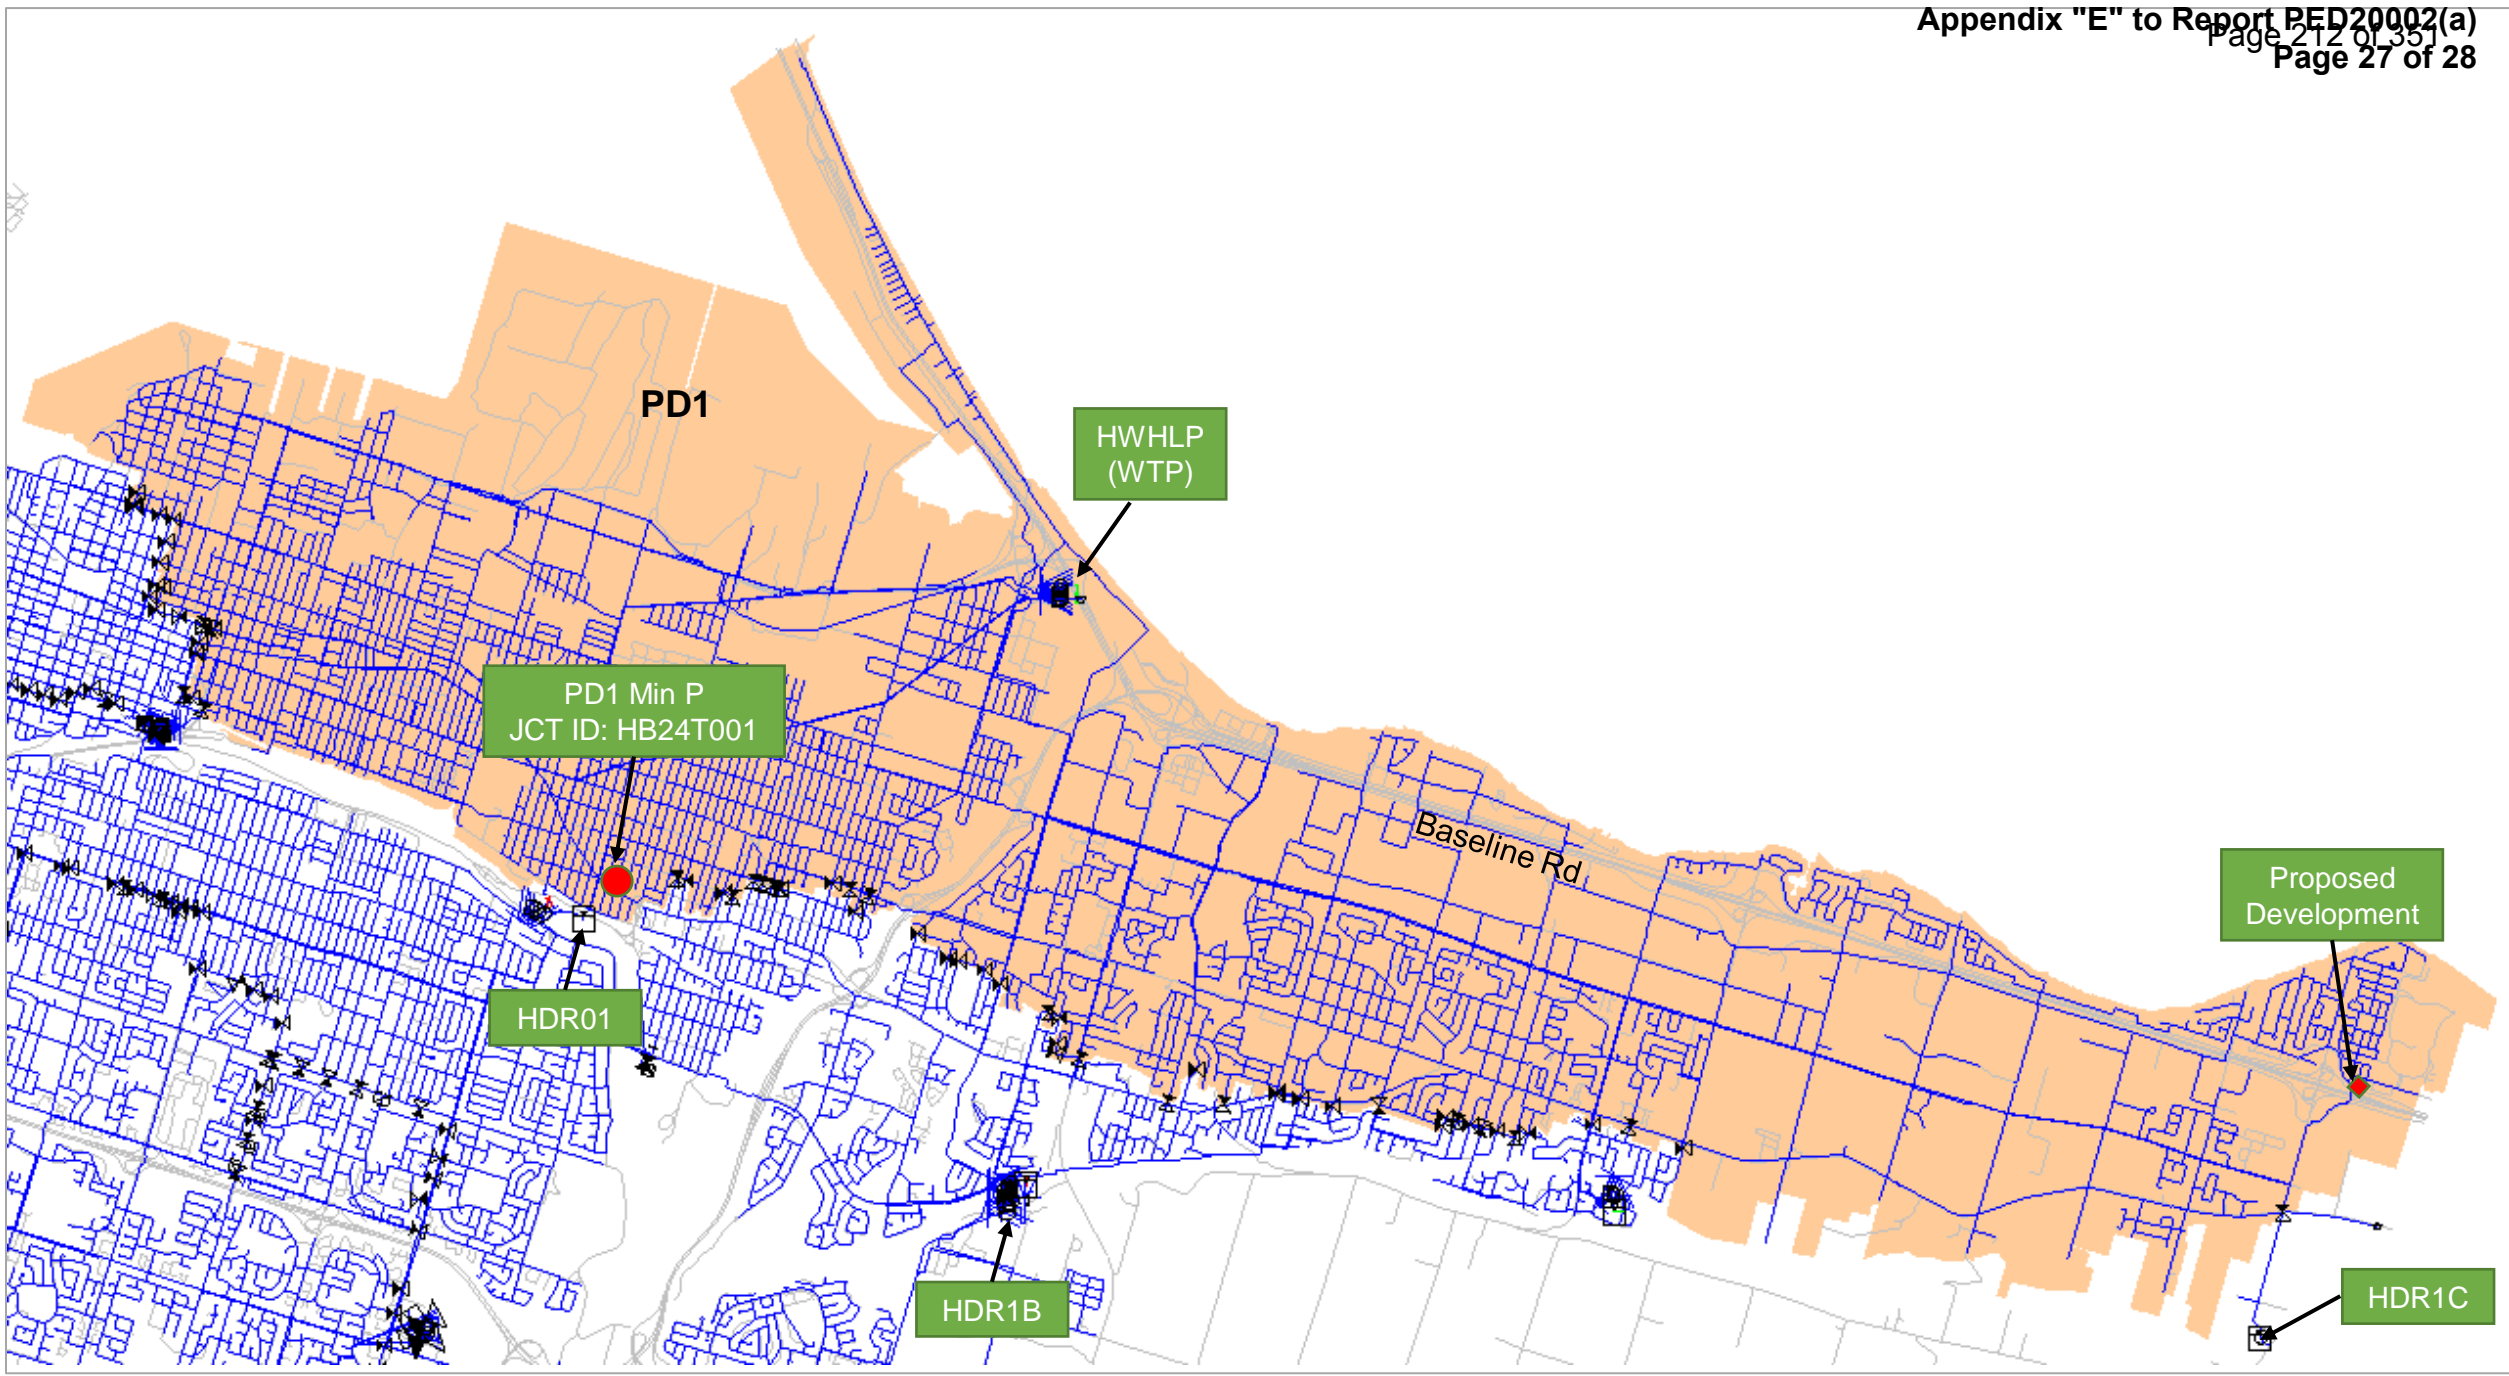 Appendix "E" to Report PED20002(a)
Page 212 of 351
Page 27 of 28
PD1
HWHLP
(WTP)
PD1 Min P
JCT ID: HB24T001
Baseline Rd
Proposed
Development
HDR01
HDR1B
HDR1C